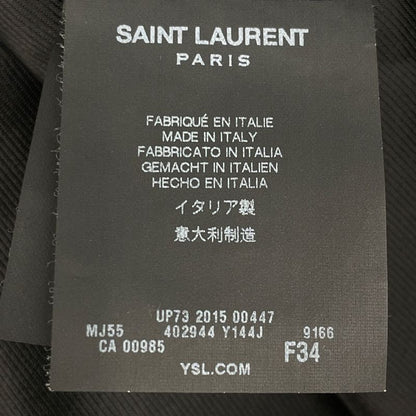 SAINT LAURENT
PARIS
FABRIQUÉ EN ITALIE
MADE IN ITALY
FABBRICATO IN ITALIA
GEMACHT IN ITALIEN
HECHO EN ITALIA
イタリア製
意大利制造
UP73 2015 00447
MJ55 402944 Y144J 9166
CA 00985 F34
YSL.COM